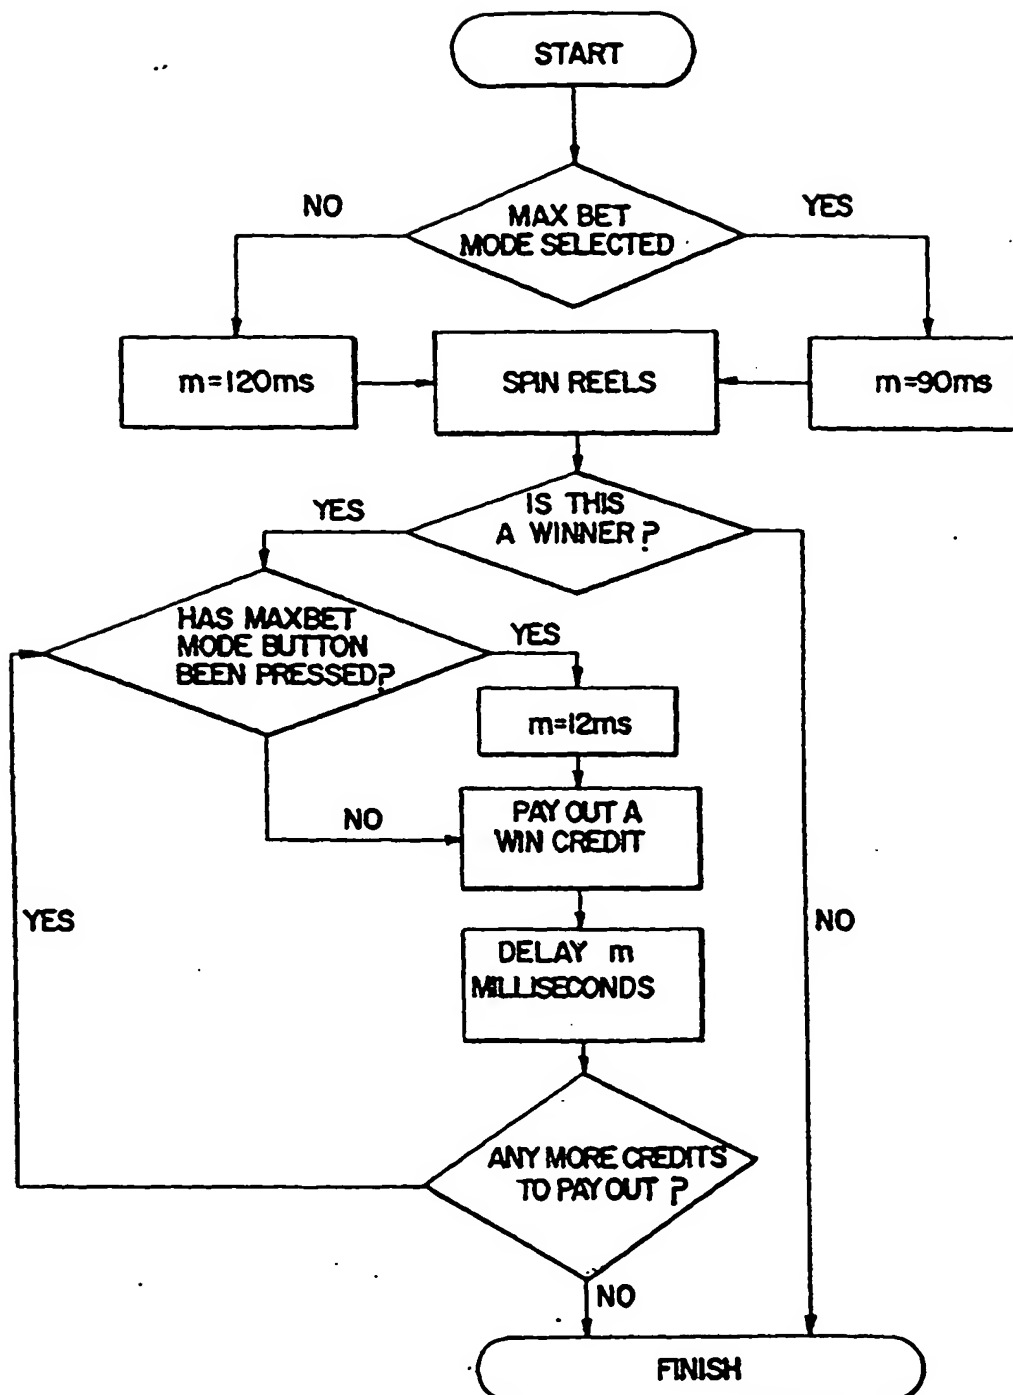 START
NO
YES
MAX BET
MODE SELECTED
m=120ms
SPIN REELS
m=90ms
YES
IS THIS
A WINNER?
HAS MAXBET
MODE BUTTON
BEEN PRESSED?
YES
m=12ms
NO
PAY OUT A
WIN CREDIT
YES
NO
DELAY m
MILLISECONDS
ANY MORE CREDITS
TO PAY OUT ?
NO
FINISH